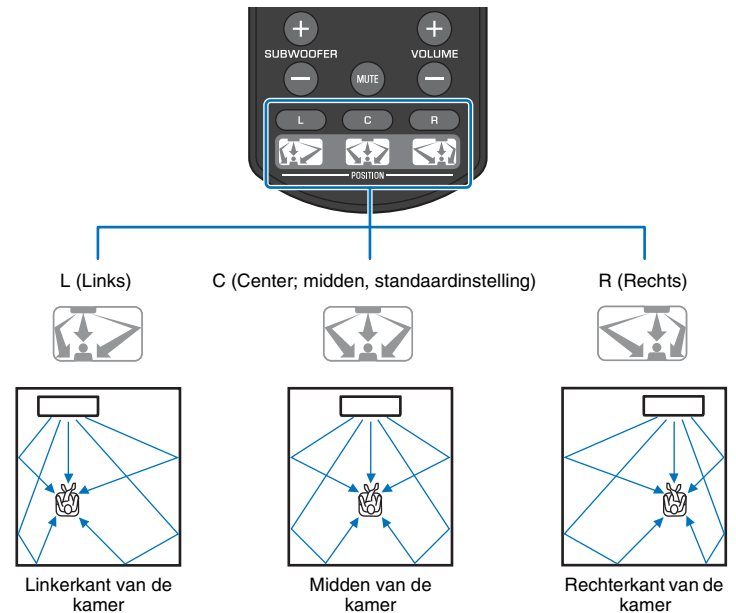 SUBWOOFER VOLUME
MUTE
L C R
POSITION
L (Links) C (Center; midden, standaardinstelling) R (Rechts)
Linkerkant van de kamer
Midden van de kamer
Rechterkant van de kamer